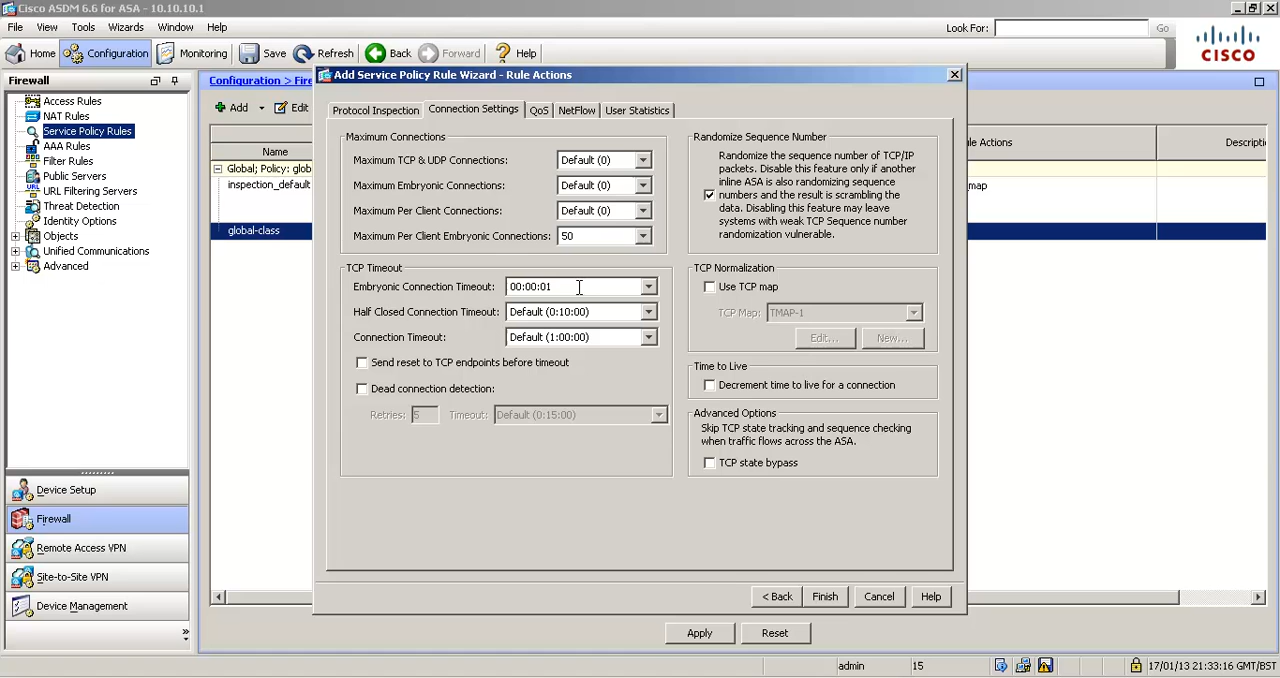 Cisco ASDM 6.6 for ASA - 10.10.10.1
File View Tools Wizards Window Help
Look For: Go
Home Configuration Monitoring Save Refresh Back Forward Help
CISCO
Firewall
Access Rules
NAT Rules
Service Policy Rules
AAA Rules
Filter Rules
Public Servers
URL Filtering Servers
Threat Detection
Identity Options
Objects
Unified Communications
Advanced
Device Setup
Firewall
Remote Access VPN
Site-to-Site VPN
Device Management
Configuration > Fire
Add Edit
Name
Global; Policy: glob
inspection_default
global-class
le Actions
Descripti
_map
Add Service Policy Rule Wizard - Rule Actions
Protocol Inspection Connection Settings QoS NetFlow User Statistics
Maximum Connections
Maximum TCP & UDP Connections: Default (0)
Maximum Embryonic Connections: Default (0)
Maximum Per Client Connections: Default (0)
Maximum Per Client Embryonic Connections: 50
TCP Timeout
Embryonic Connection Timeout: 00:00:01
Half Closed Connection Timeout: Default (0:10:00)
Connection Timeout: Default (1:00:00)
Send reset to TCP endpoints before timeout
Dead connection detection:
Retries: 5 Timeout: Default (0:15:00)
Randomize Sequence Number
Randomize the sequence number of TCP/IP
packets. Disable this feature only if another
inline ASA is also randomizing sequence
numbers and the result is scrambling the
data. Disabling this feature may leave
systems with weak TCP Sequence number
randomization vulnerable.
TCP Normalization
Use TCP map
TCP Map: TMAP-1
Edit... New...
Time to Live
Decrement time to live for a connection
Advanced Options
Skip TCP state tracking and sequence checking
when traffic flows across the ASA.
TCP state bypass
< Back Finish Cancel Help
Apply Reset
admin 15 17/01/13 21:33:16 GMT/BST